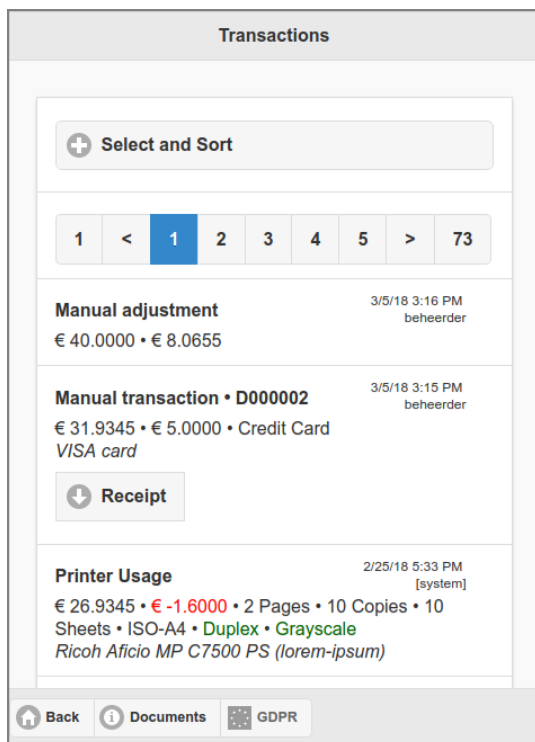 Transactions
Select and Sort
1 < 1 2 3 4 5 > 73
Manual adjustment
3/5/18 3:16 PM
beheerder
€ 40.0000 • € 8.0655
Manual transaction • D000002
3/5/18 3:15 PM
beheerder
€ 31.9345 • € 5.0000 • Credit Card
VISA card
Receipt
Printer Usage
2/25/18 5:33 PM
[system]
€ 26.9345 • € -1.6000 • 2 Pages • 10 Copies • 10
Sheets • ISO-A4 • Duplex • Grayscale
Ricoh Aficio MP C7500 PS (lorem-ipsum)
Back Documents GDPR